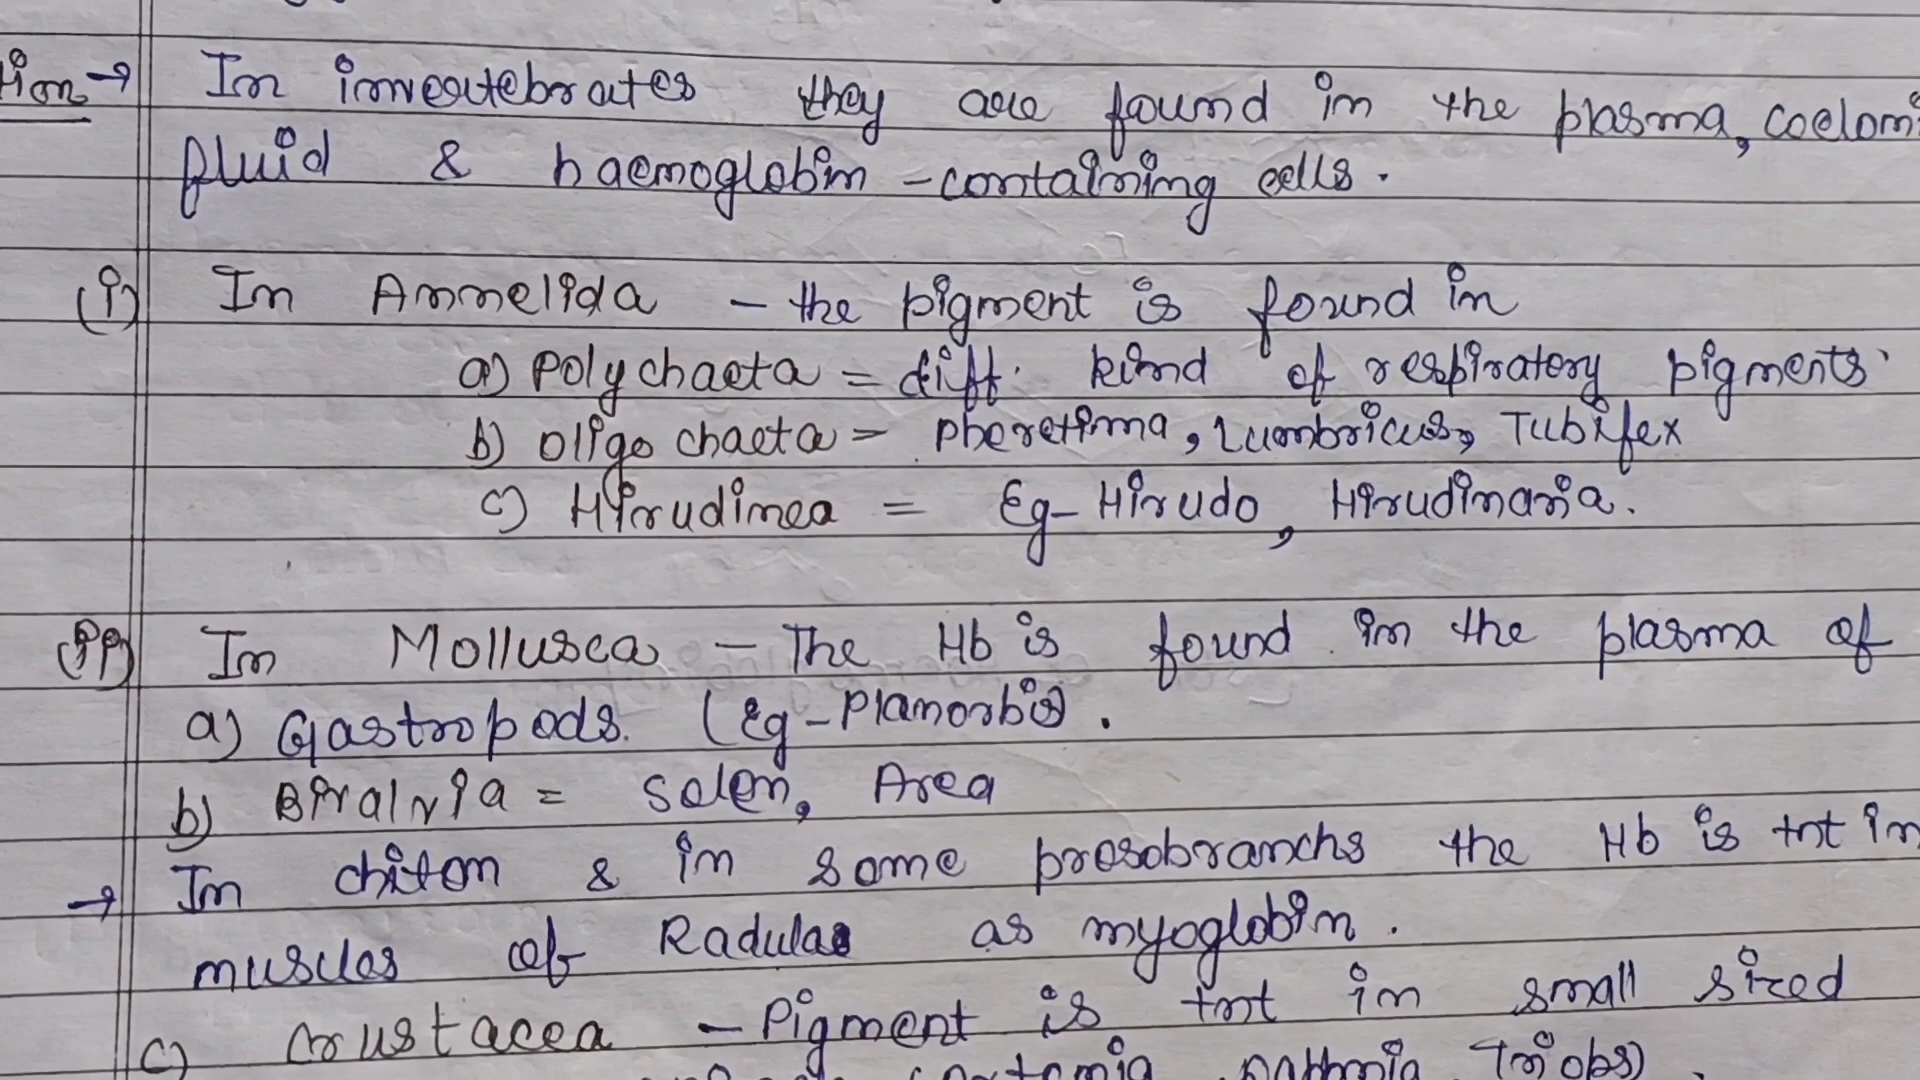 In invertebrates they are found in the plasma, coelomi
fluid & haemoglobin-containing cells.
(i) In Annelida - the pigment is found in
a) Polychaeta = diff. kind of respiratory pigments.
b) Oligochaeta = Pheretima, Lumbricus, Tubifex
c) Hirudinea = Eg- Hirudo, Hirudinaria.
(ii) In Mollusca - The Hb is found in the plasma of
a) Gastropods. (Eg - Planorbis).
b) Bivalvia = Solen, Area
→ In chiton & in some prosobranchs the Hb is tnt in
muscles of Radulae as myoglobin.
c) Crustacea - Pigment is tnt in small sized